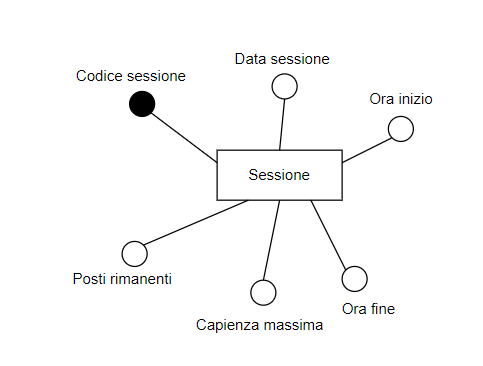 Data sessione
Codice sessione
Ora inizio
Sessione
Posti rimanenti
Ora fine
Capienza massima